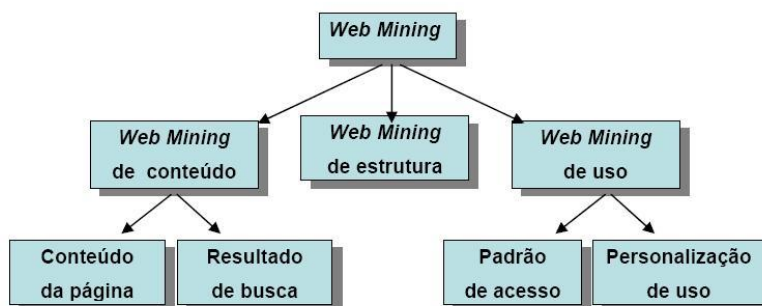 Web Mining
Web Mining
de conteúdo
Web Mining
de estrutura
Web Mining
de uso
Conteúdo
da página
Resultado
de busca
Padrão
de acesso
Personalização
de uso